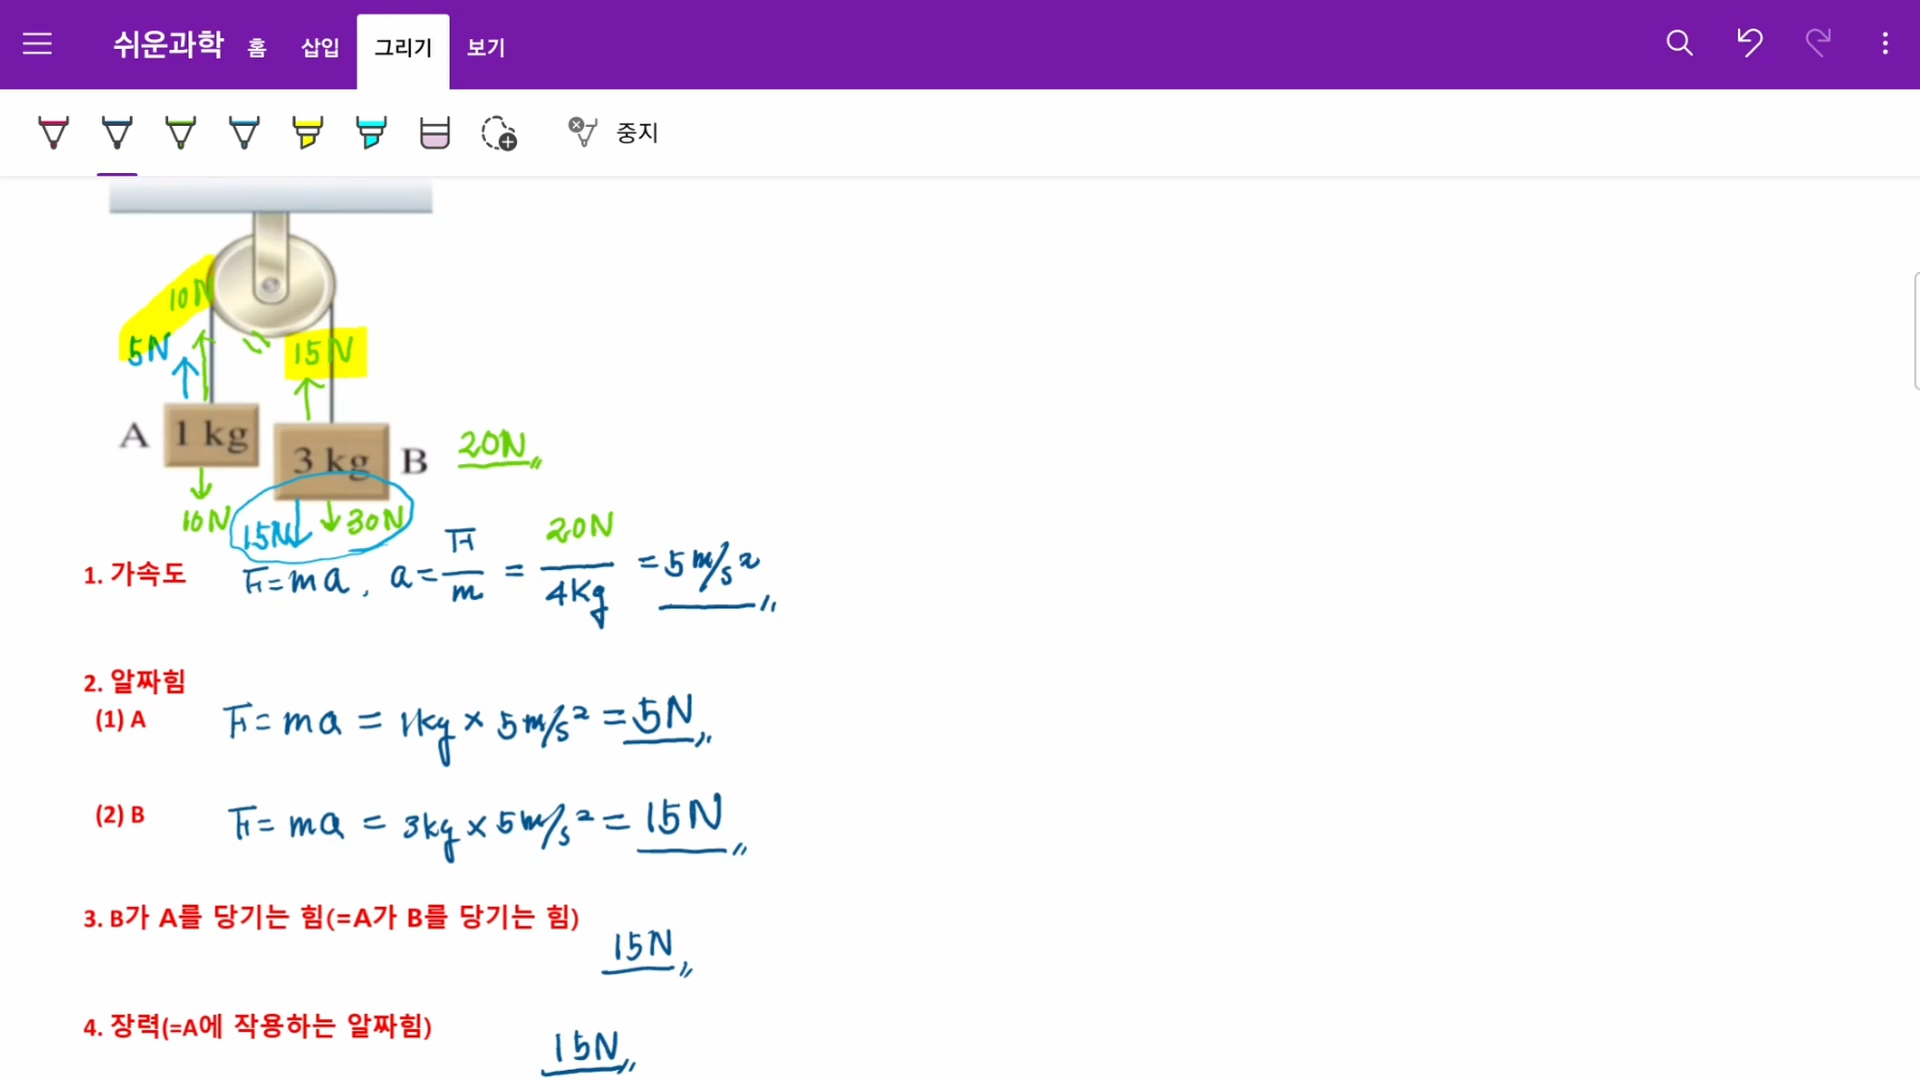 쉬운과학 홈 삽입 그리기 보기
중지
10N
5N
15N
A 1 kg
3 kg B 20N
10N 15N 30N
1. 가속도 F=ma, a=F/m = 20N/4kg =5m/s²
2. 알짜힘
(1) A F=ma = 1kg × 5m/s² =5N
(2) B F=ma = 3kg × 5m/s² = 15N
3. B가 A를 당기는 힘(=A가 B를 당기는 힘)
15N
4. 장력(=A에 작용하는 알짜힘)
15N